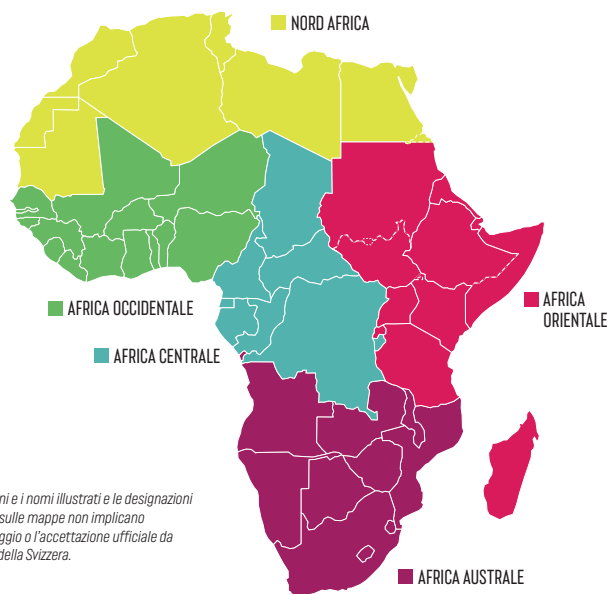 NORD AFRICA
AFRICA OCCIDENTALE
AFRICA
ORIENTALE
AFRICA CENTRALE
ni e i nomi illustrati e le designazioni
sulle mappe non implicano
ggio o l'accettazione ufficiale da
della Svizzera.
AFRICA AUSTRALE